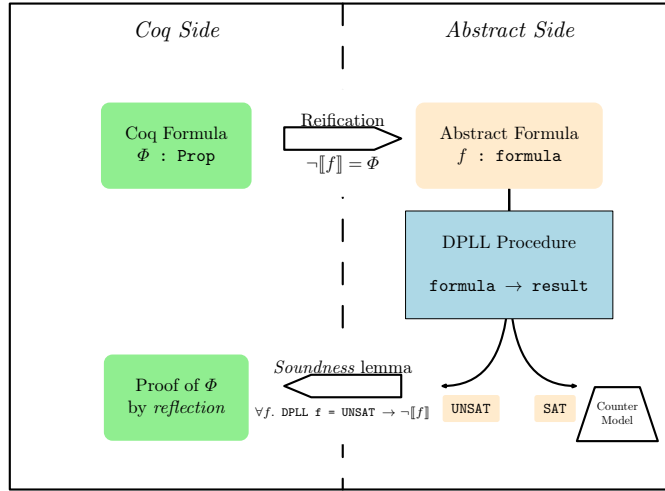 Coq Side
Abstract Side
Coq Formula
Φ : Prop
Reification
¬⟦f⟧ = Φ
Abstract Formula
f : formula
DPLL Procedure
formula → result
Proof of Φ
by reflection
Soundness lemma
∀f. DPLL f = UNSAT → ¬⟦f⟧
UNSAT
SAT
Counter
Model